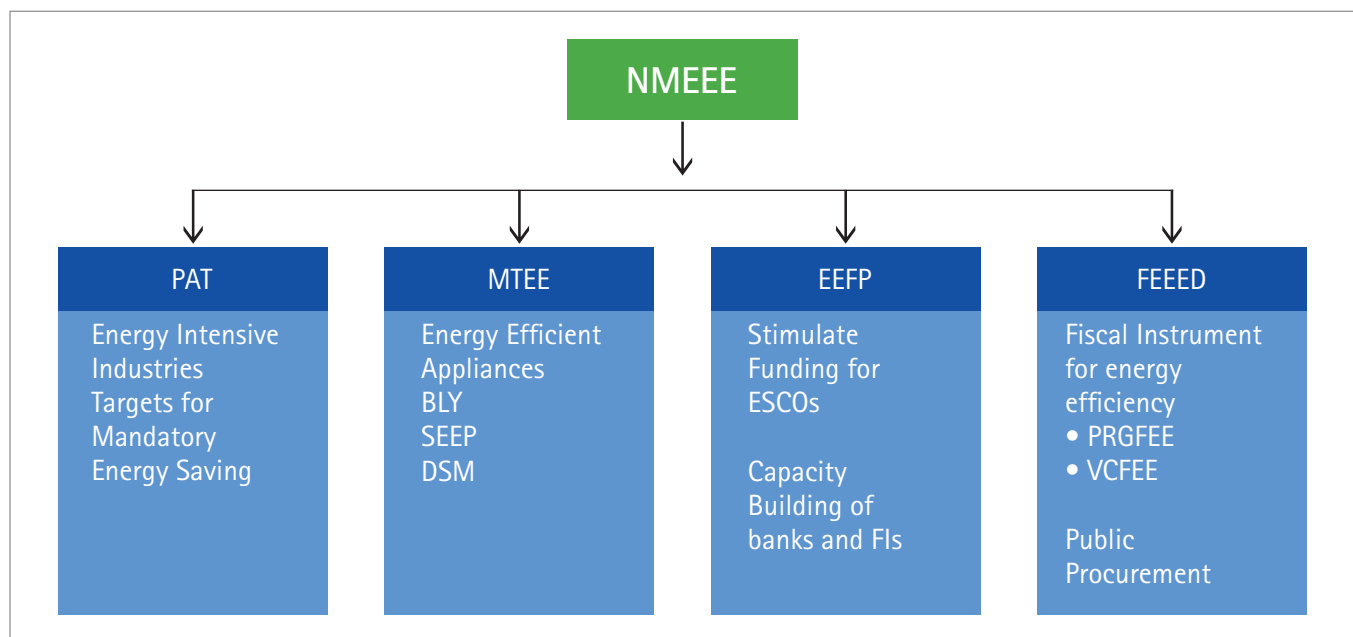 NMEEE
PAT
Energy Intensive
Industries
Targets for
Mandatory
Energy Saving
MTEE
Energy Efficient
Appliances
BLY
SEEP
DSM
EEFP
Stimulate
Funding for
ESCOs
Capacity
Building of
banks and FIs
FEEED
Fiscal Instrument
for energy
efficiency
• PRGFEE
• VCFEE
Public
Procurement